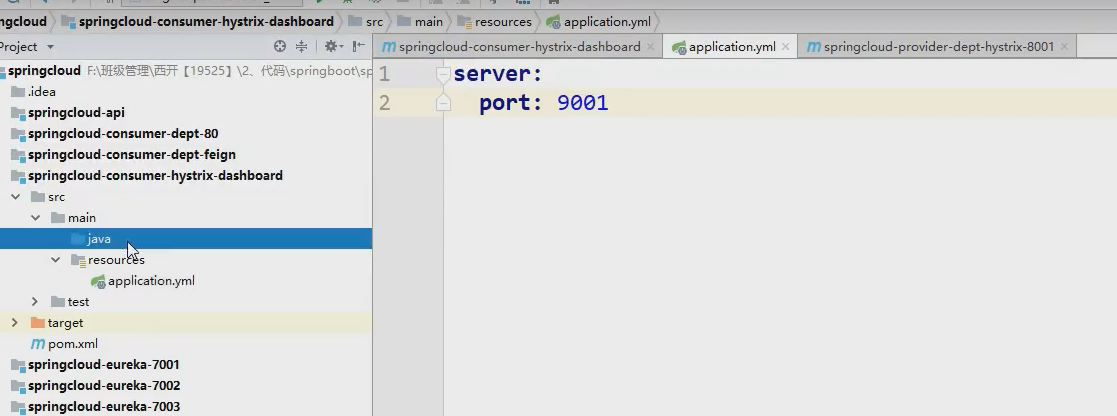 ngcloud springcloud-consumer-hystrix-dashboard src main resources application.yml
Project
springcloud-consumer-hystrix-dashboard application.yml springcloud-provider-dept-hystrix-8001
springcloud F:\班级管理\西开【19525】\2、代码\springboot\sp
.idea
springcloud-api
springcloud-consumer-dept-80
springcloud-consumer-dept-feign
springcloud-consumer-hystrix-dashboard
src
main
java
resources
application.yml
test
target
pom.xml
springcloud-eureka-7001
springcloud-eureka-7002
springcloud-eureka-7003
1 server:
2 port: 9001